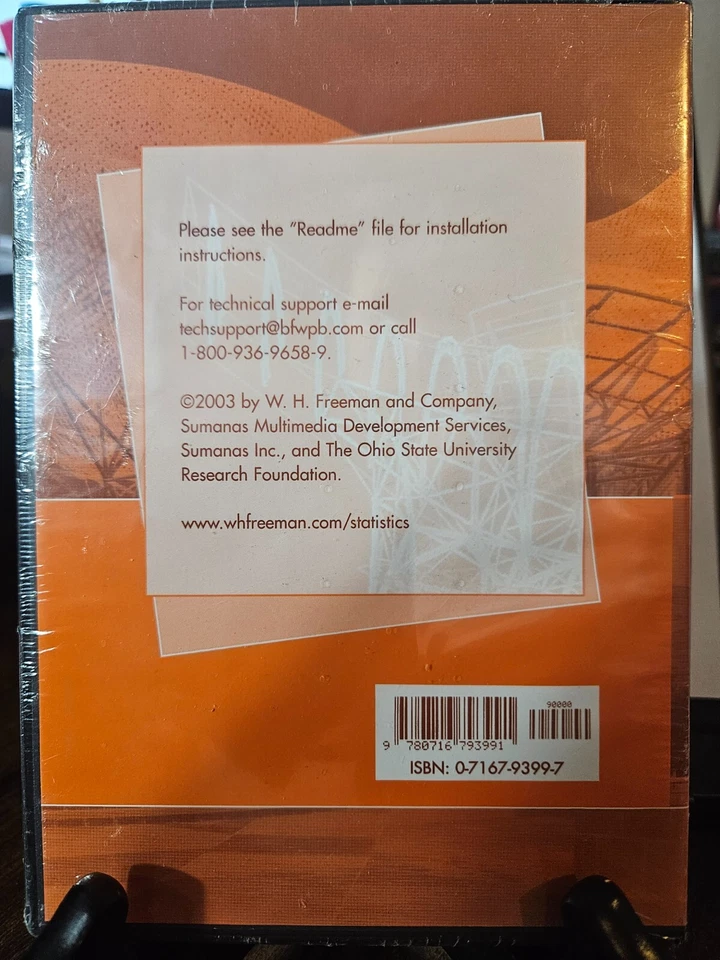 Please see the "Readme" file for installation
instructions.
For technical support e-mail
techsupport@bfwpb.com or call
1-800-936-9658-9.
©2003 by W. H. Freeman and Company,
Sumanas Multimedia Development Services,
Sumanas Inc., and The Ohio State University
Research Foundation.
www.whfreeman.com/statistics
90000
9 780716 793991
ISBN: 0-7167-9399-7